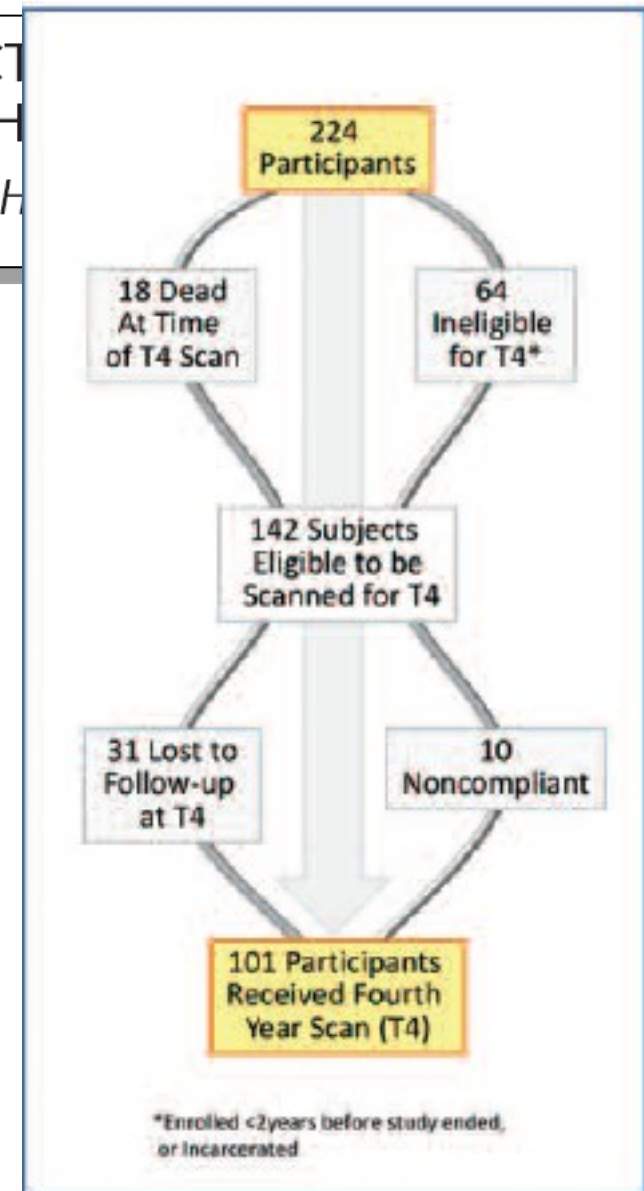 CT
H
H
224
Participants
18 Dead
At Time
of T4 Scan
64
Ineligible
for T4*
142 Subjects
Eligible to be
Scanned for T4
31 Lost to
Follow-up
at T4
10
Noncompliant
101 Participants
Received Fourth
Year Scan (T4)
*Enrolled <2years before study ended,
or Incarcerated